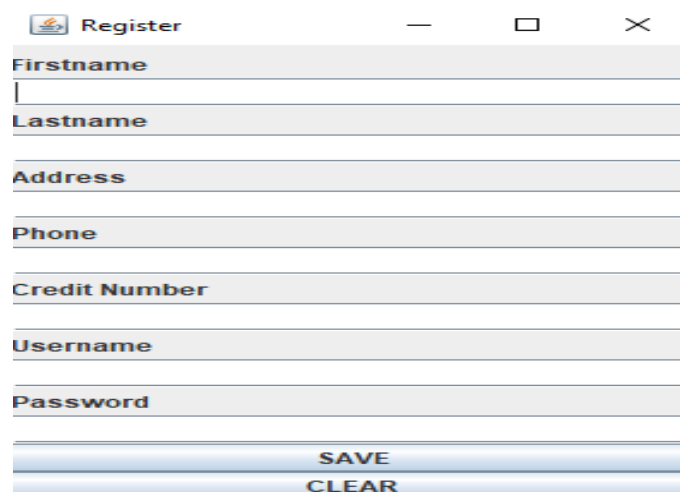 Register
Firstname
Lastname
Address
Phone
Credit Number
Username
Password
SAVE
CLEAR